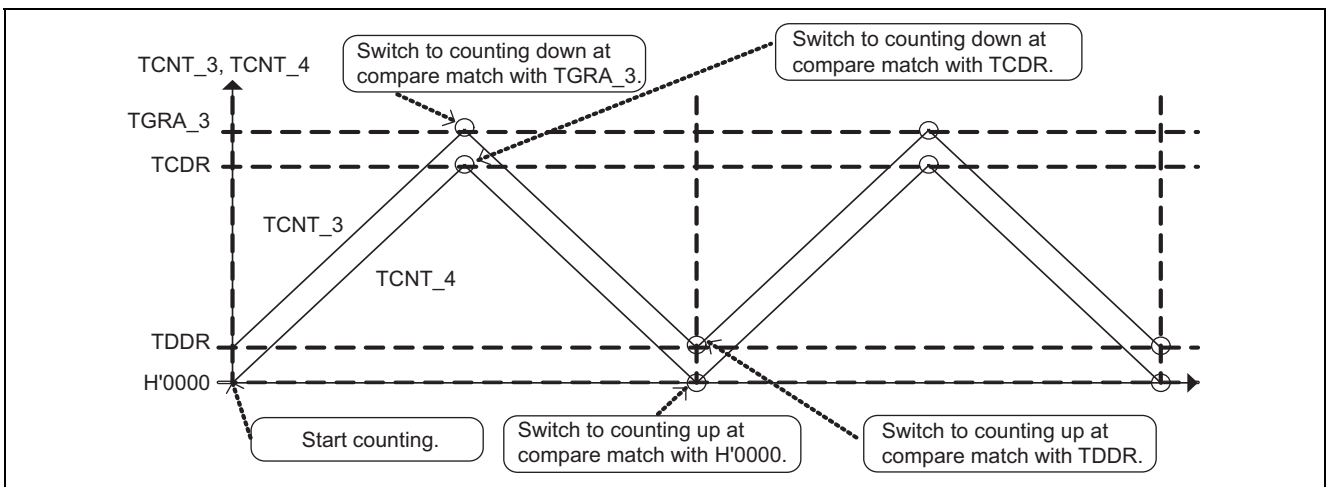 Switch to counting down at
compare match with TGRA_3.
Switch to counting down at
compare match with TCDR.
TCNT_3, TCNT_4
TGRA_3
TCDR
TCNT_3
TCNT_4
TDDR
H'0000
Start counting.
Switch to counting up at
compare match with H'0000.
Switch to counting up at
compare match with TDDR.